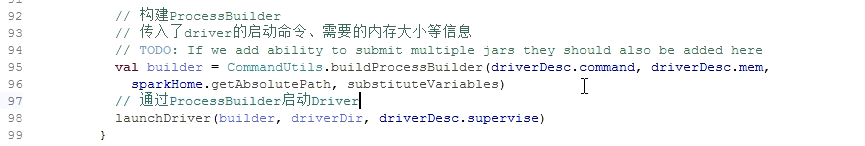 92 // 构建ProcessBuilder
93 // 传入了driver的启动命令、需要的内存大小等信息
94 // TODO: If we add ability to submit multiple jars they should also be added here
95 val builder = CommandUtils.buildProcessBuilder(driverDesc.command, driverDesc.mem,
96 sparkHome.getAbsolutePath, substituteVariables)
97 // 通过ProcessBuilder启动Driver
98 launchDriver(builder, driverDir, driverDesc.supervise)
99 }